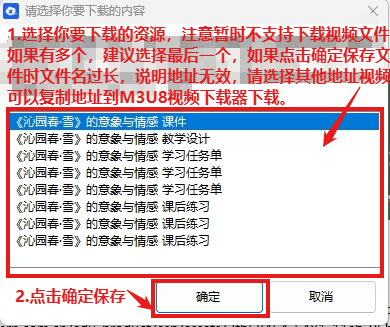 请选择你要下载的内容
1.选择你要下载的资源，注意暂时不支持下载视频文件
如果有多个，建议选择最后一个，如果点击确定保存文
件时文件名过长，说明地址无效，请选择其他地址视频
可以复制地址到M3U8视频下载器下载。
《沁园春·雪》的意象与情感 课件
《沁园春·雪》的意象与情感 教学设计
《沁园春·雪》的意象与情感 学习任务单
《沁园春·雪》的意象与情感 学习任务单
《沁园春·雪》的意象与情感 学习任务单
《沁园春·雪》的意象与情感 课后练习
《沁园春·雪》的意象与情感 课后练习
《沁园春·雪》的意象与情感 课后练习
2.点击确定保存
确定
取消